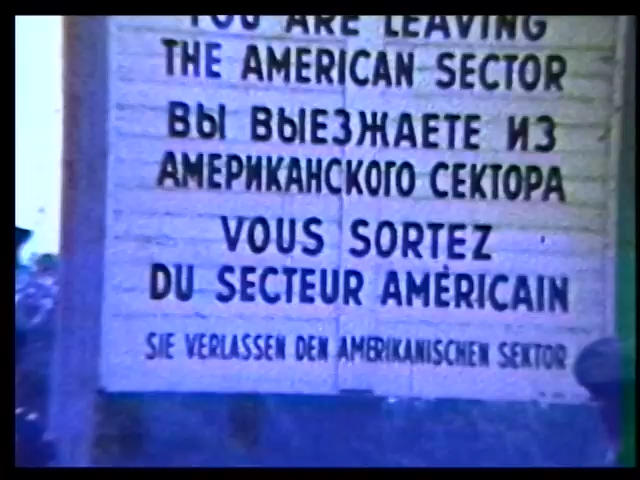 YOU ARE LEAVING
THE AMERICAN SECTOR
ВЫ ВЫЕЗЖАЕТЕ ИЗ
АМЕРИКАНСКОГО СЕКТОРА
VOUS SORTEZ
DU SECTEUR AMÉRICAIN
SIE VERLASSEN DEN AMERIKANISCHEN SEKTOR